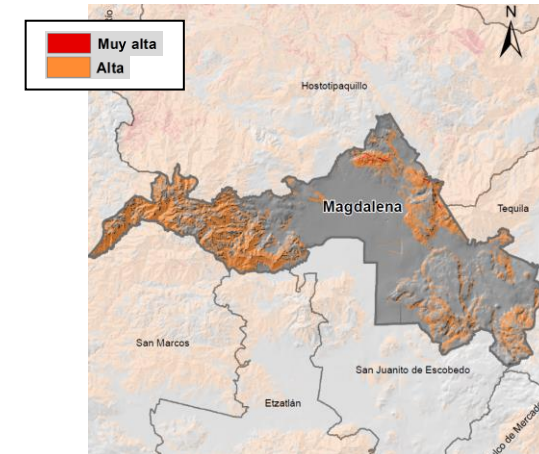 Muy alta
Alta
N
Hostotipaquillo
Magdalena
Tequila
San Marcos
San Juanito de Escobedo
Etzatlán